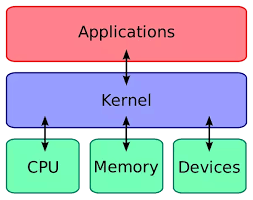 Applications
Kernel
CPU
Memory
Devices